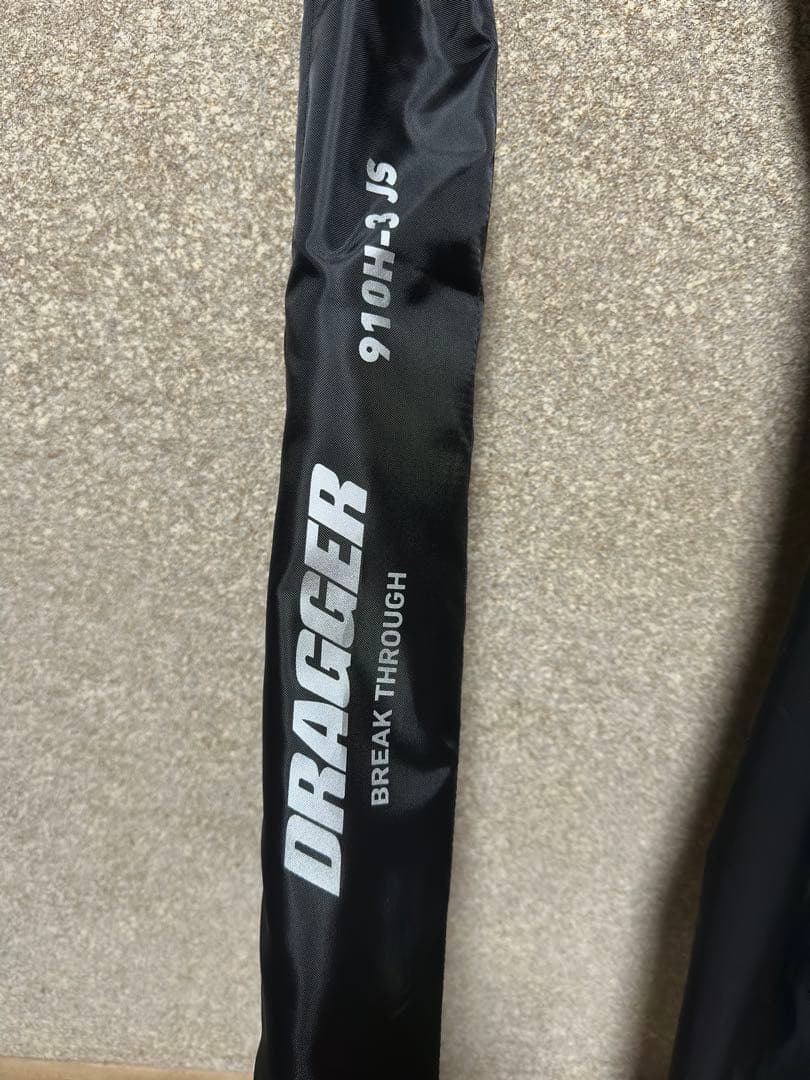 DRAGGER
BREAK THROUGH
910H-3 JS